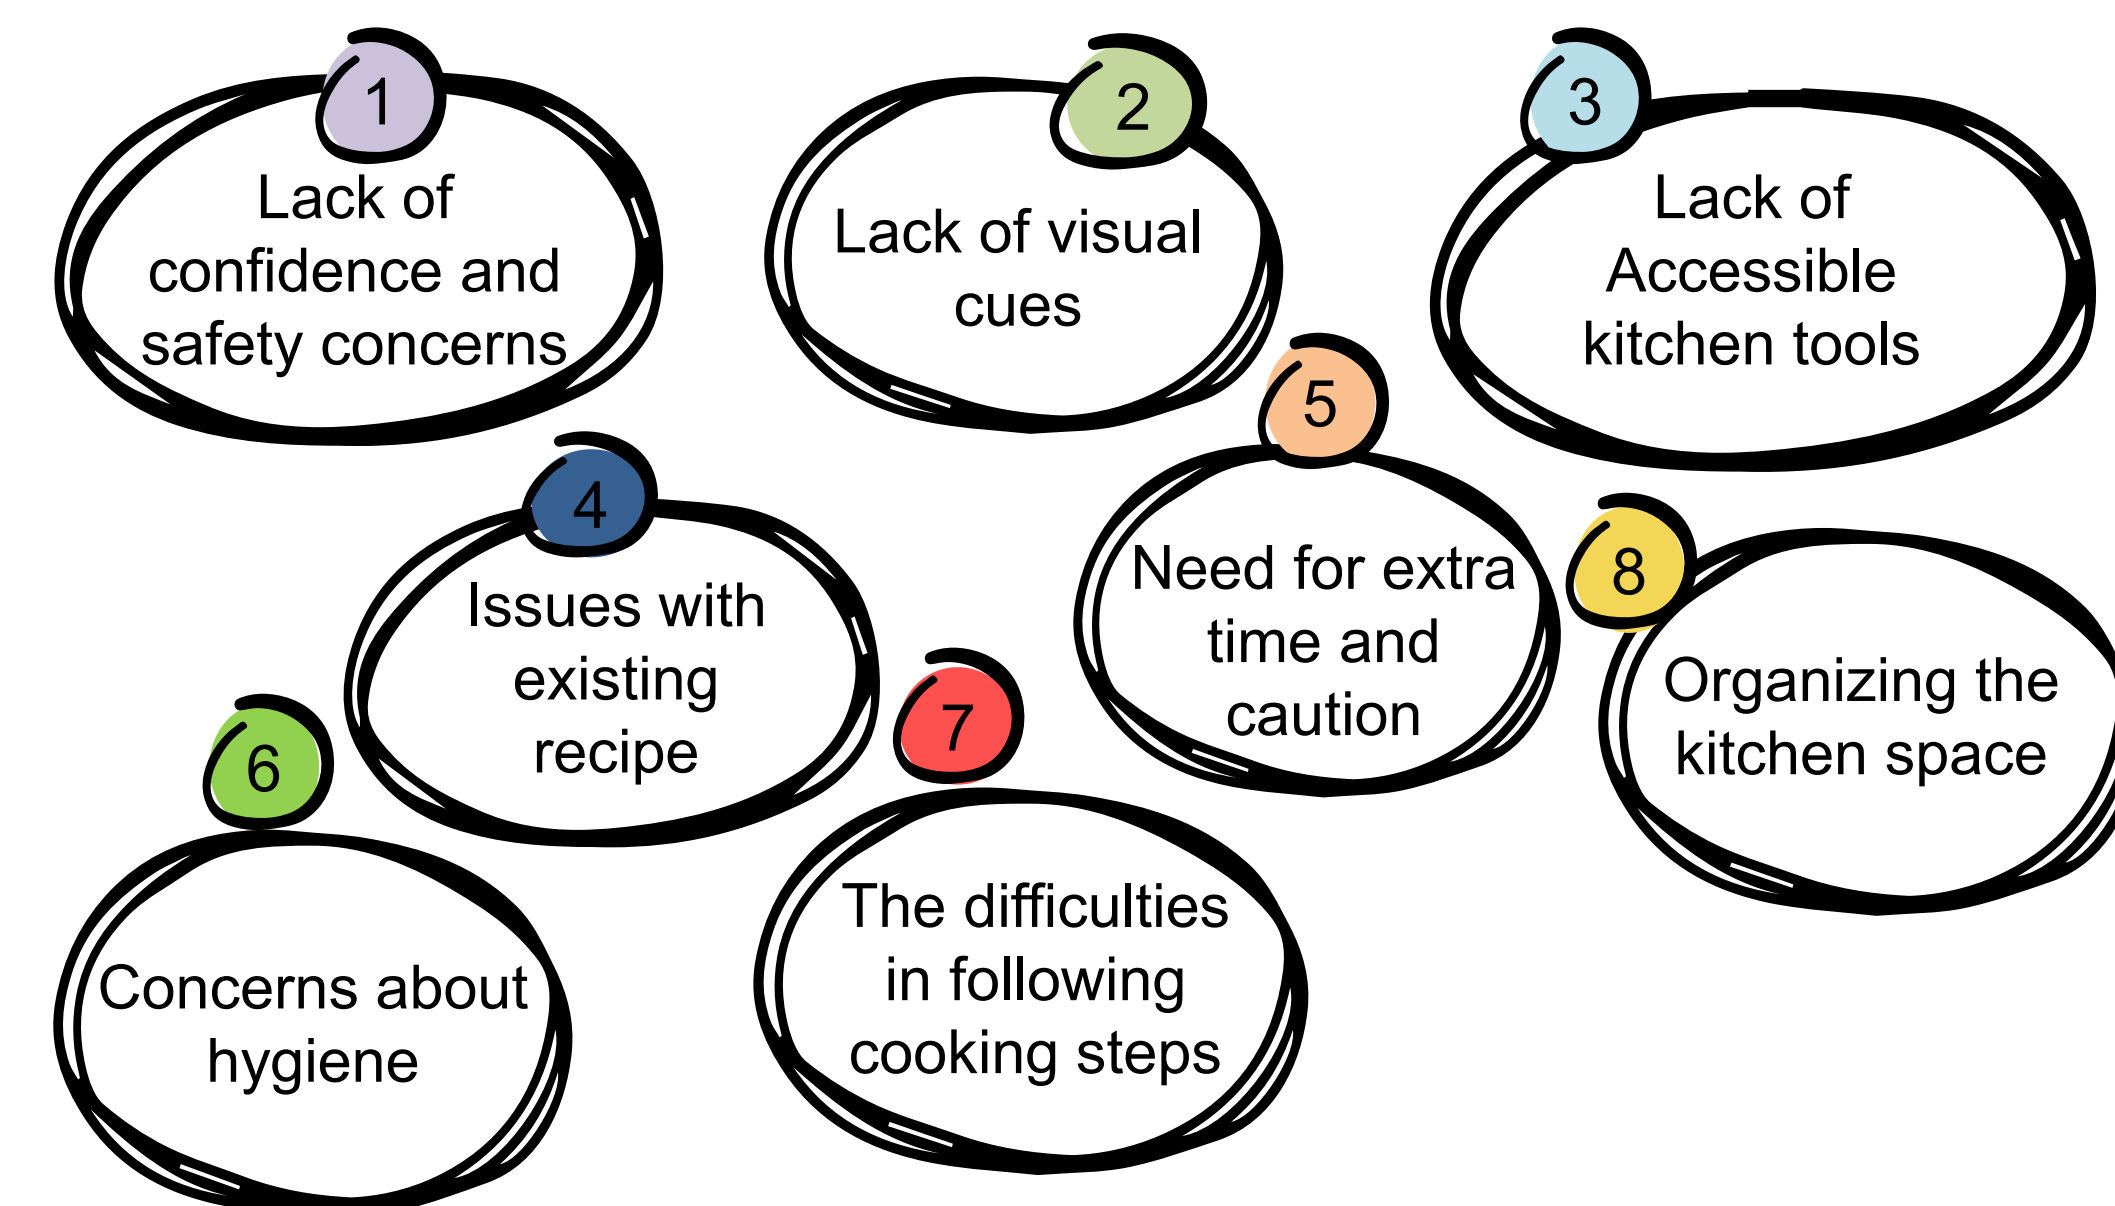 1
Lack of
confidence and
safety concerns
2
Lack of visual
cues
3
Lack of
Accessible
kitchen tools
4
Issues with
existing
recipe
5
Need for extra
time and
caution
6
Concerns about
hygiene
7
The difficulties
in following
cooking steps
8
Organizing the
kitchen space